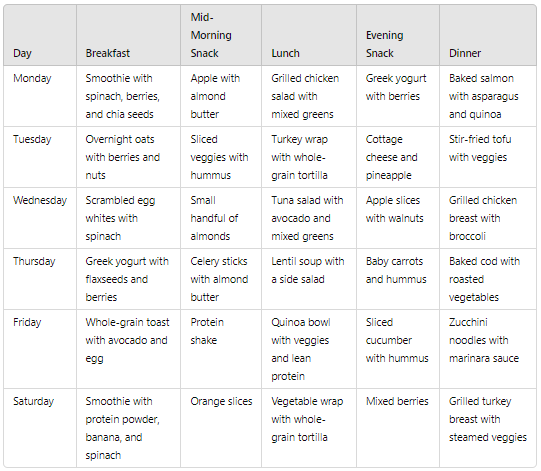 Day
Breakfast
Mid-
Morning
Snack
Lunch
Evening
Snack
Dinner
Monday
Smoothie with
spinach, berries,
and chia seeds
Apple with
almond
butter
Grilled chicken
salad with
mixed greens
Greek yogurt
with berries
Baked salmon
with asparagus
and quinoa
Tuesday
Overnight oats
with berries and
nuts
Sliced
veggies with
hummus
Turkey wrap
with whole-
grain tortilla
Cottage
cheese and
pineapple
Stir-fried tofu
with veggies
Wednesday
Scrambled egg
whites with
spinach
Small
handful of
almonds
Tuna salad with
avocado and
mixed greens
Apple slices
with walnuts
Grilled chicken
breast with
broccoli
Thursday
Greek yogurt with
flaxseeds and
berries
Celery sticks
with almond
butter
Lentil soup with
a side salad
Baby carrots
and hummus
Baked cod with
roasted
vegetables
Friday
Whole-grain toast
with avocado and
egg
Protein
shake
Quinoa bowl
with veggies
and lean
protein
Sliced
cucumber
with hummus
Zucchini
noodles with
marinara sauce
Saturday
Smoothie with
protein powder,
banana, and
spinach
Orange slices
Vegetable wrap
with whole-
grain tortilla
Mixed berries
Grilled turkey
breast with
steamed veggies